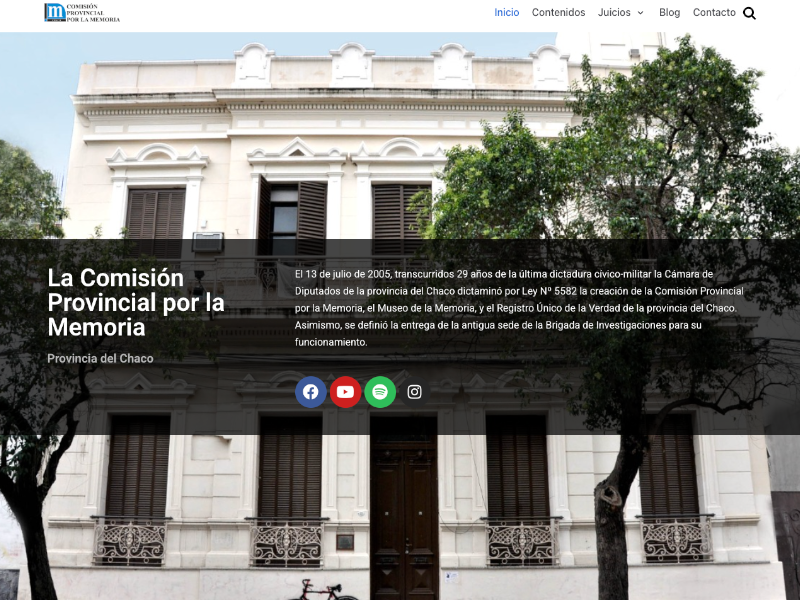 COMISIÓN
PROVINCIAL
POR LA MEMORIA
Inicio
Contenidos
Juicios
Blog
Contacto
La Comisión
Provincial por la
Memoria
Provincia del Chaco
El 13 de julio de 2005, transcurridos 29 años de la última dictadura cívico-militar la Cámara de
Diputados de la provincia del Chaco dictaminó por Ley Nº 5582 la creación de la Comisión Provincial
por la Memoria, el Museo de la Memoria, y el Registro Único de la Verdad de la provincia del Chaco.
Asimismo, se definió la entrega de la antigua sede de la Brigada de Investigaciones para su
funcionamiento.